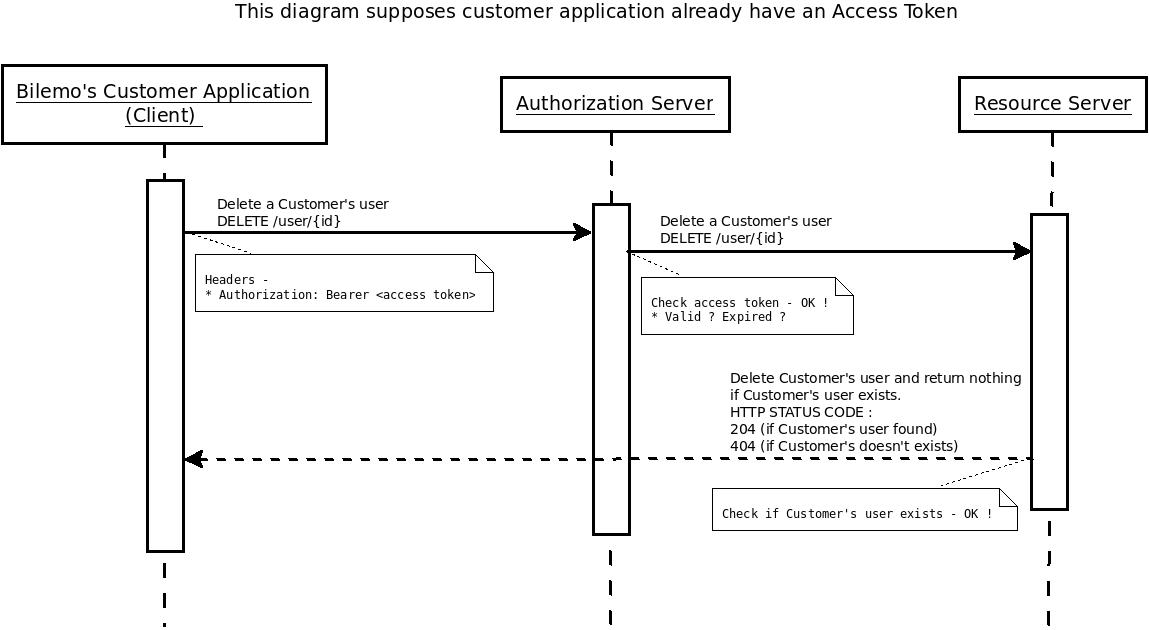 This diagram supposes customer application already have an Access Token
Bilemo's Customer Application
(Client)
Authorization Server
Resource Server
Delete a Customer's user
DELETE /user/{id}
Delete a Customer's user
DELETE /user/{id}
Headers -
* Authorization: Bearer <access token>
Check access token - OK !
* Valid ? Expired ?
Delete Customer's user and return nothing
if Customer's user exists.
HTTP STATUS CODE :
204 (if Customer's user found)
404 (if Customer's doesn't exists)
Check if Customer's user exists - OK !